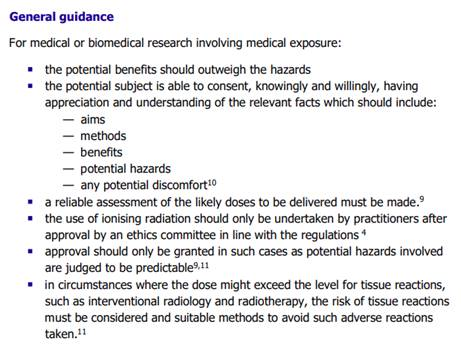 General guidance
For medical or biomedical research involving medical exposure:
▪ the potential benefits should outweigh the hazards
▪ the potential subject is able to consent, knowingly and willingly, having
appreciation and understanding of the relevant facts which should include:
— aims
— methods
— benefits
— potential hazards
— any potential discomfort¹⁰
▪ a reliable assessment of the likely doses to be delivered must be made.⁹
▪ the use of ionising radiation should only be undertaken by practitioners after
approval by an ethics committee in line with the regulations ⁴
▪ approval should only be granted in such cases as potential hazards involved
are judged to be predictable⁹,¹¹
▪ in circumstances where the dose might exceed the level for tissue reactions,
such as interventional radiology and radiotherapy, the risk of tissue reactions
must be considered and suitable methods to avoid such adverse reactions
taken.¹¹